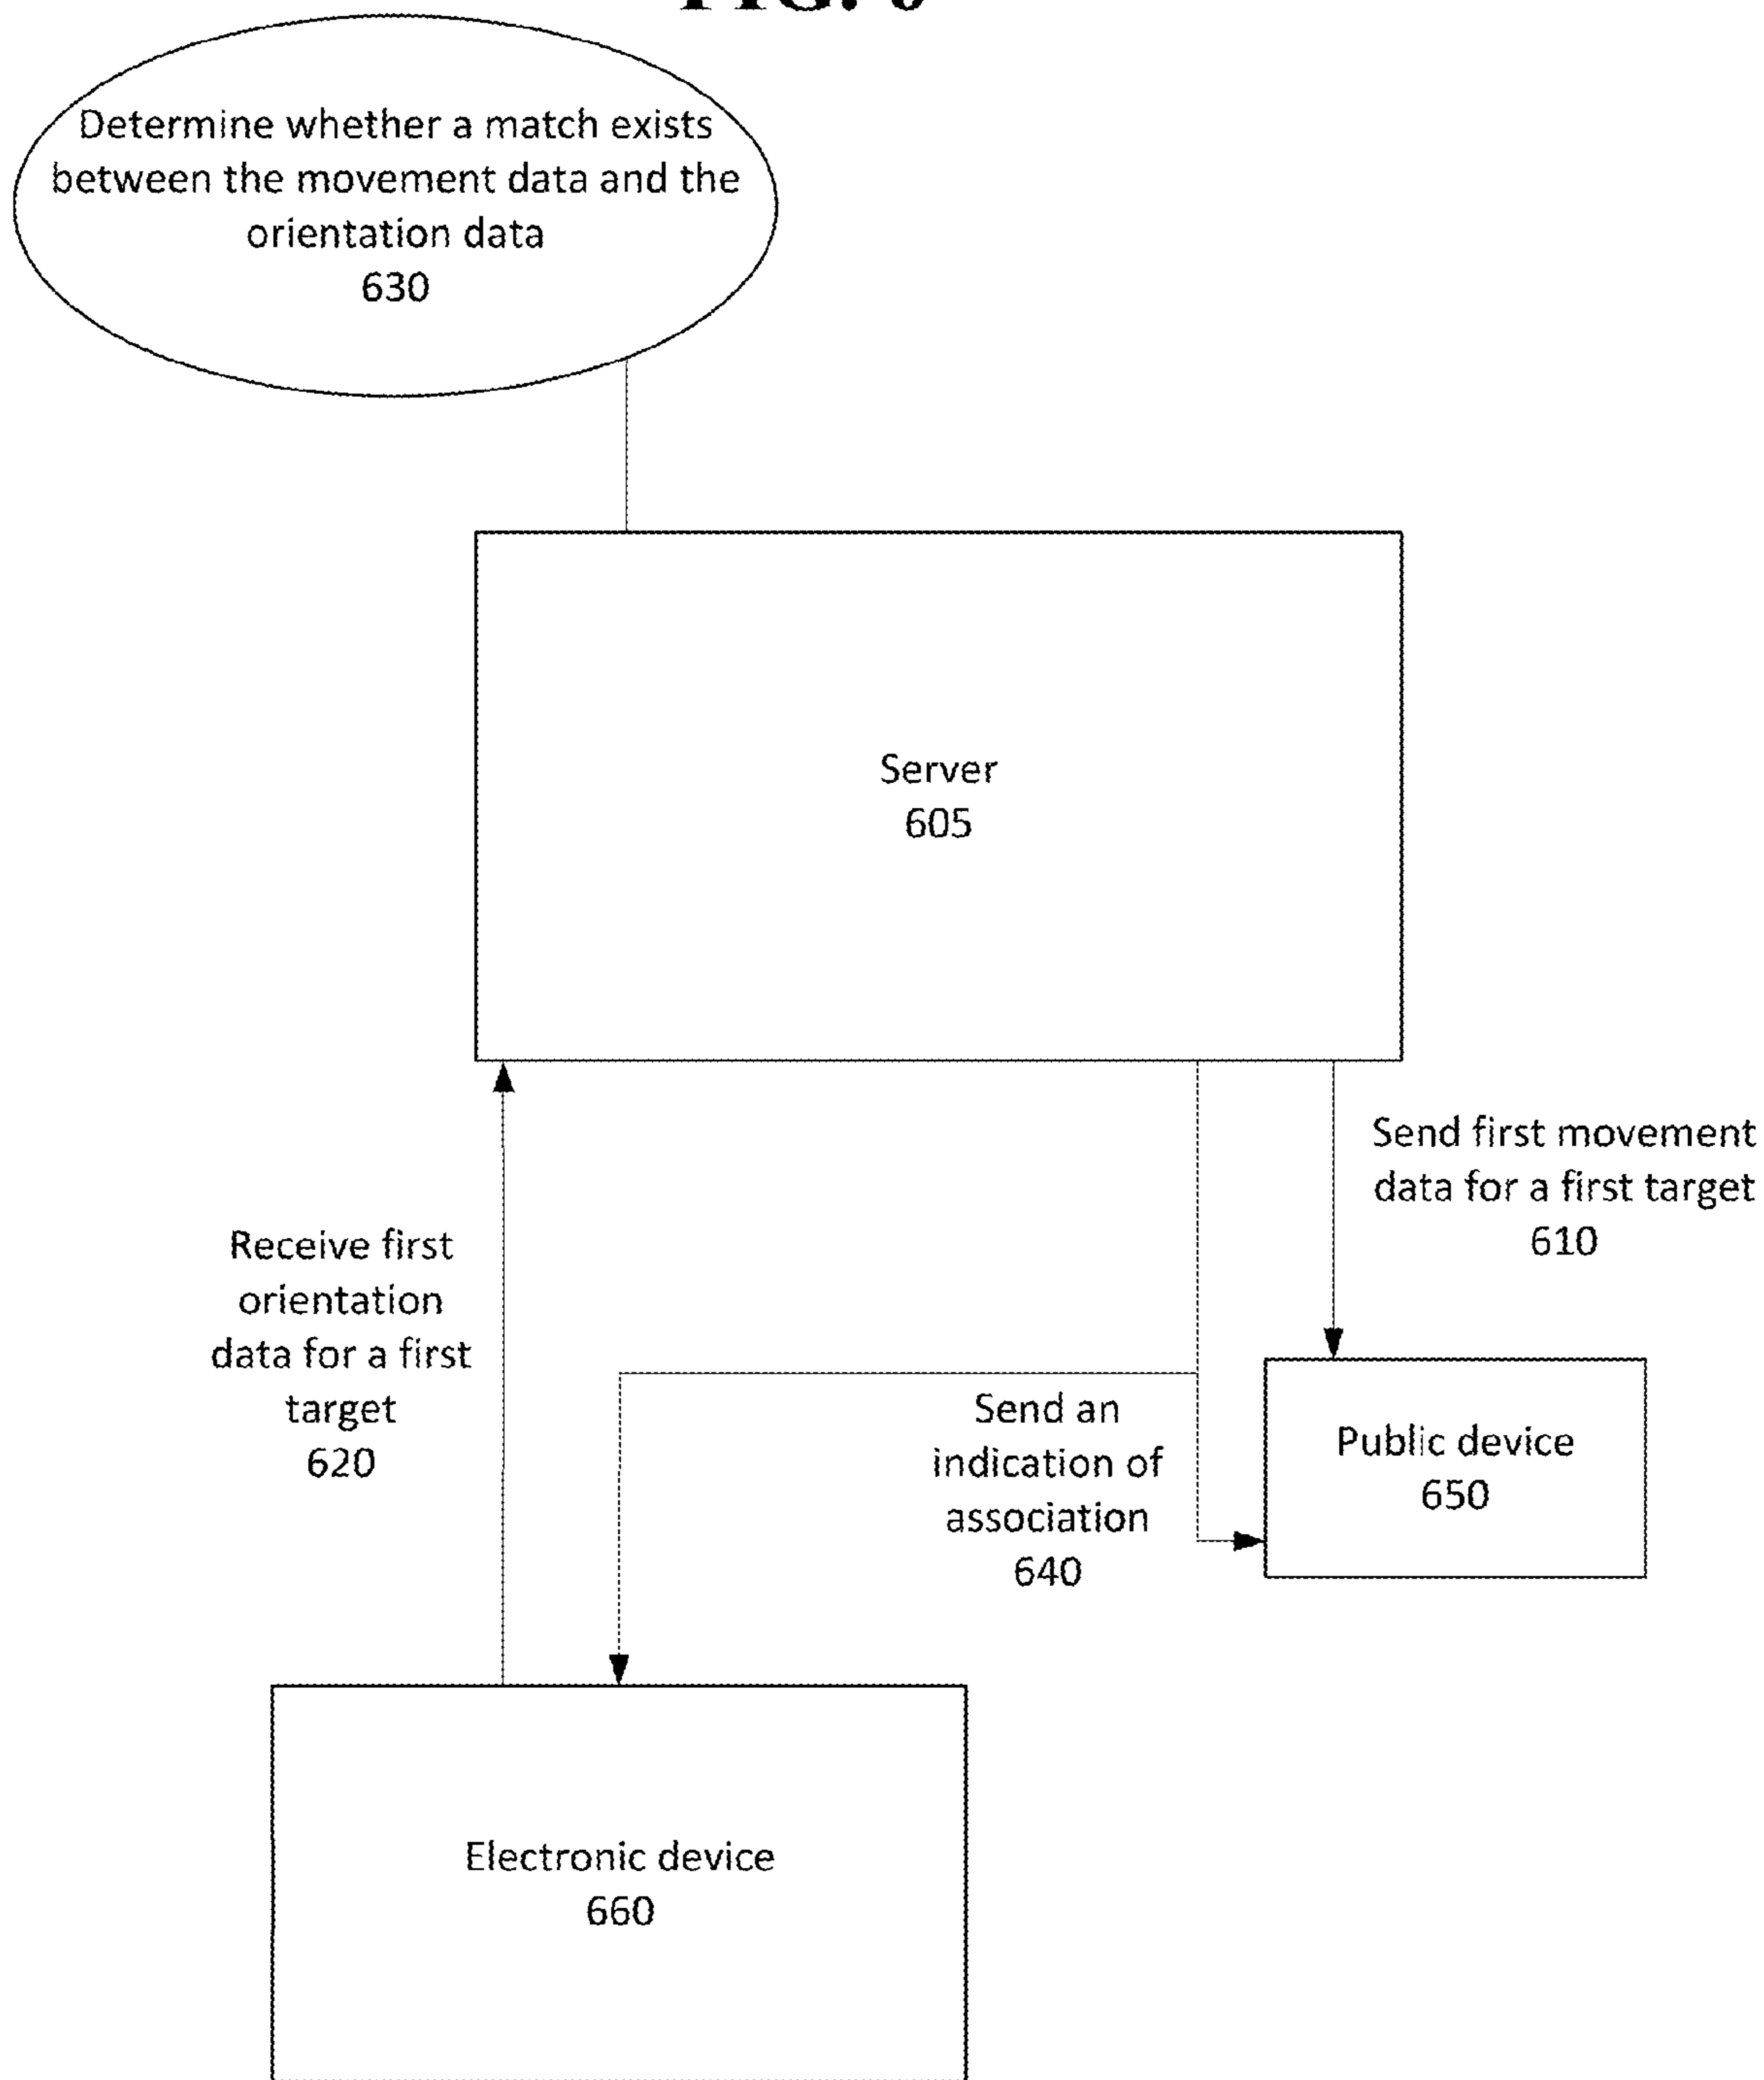 Determine whether a match exists
between the movement data and the
orientation data
630
Server
605
Send first movement
data for a first target
610
Receive first
orientation
data for a first
target
620
Send an
indication of
association
640
Public device
650
Electronic device
660